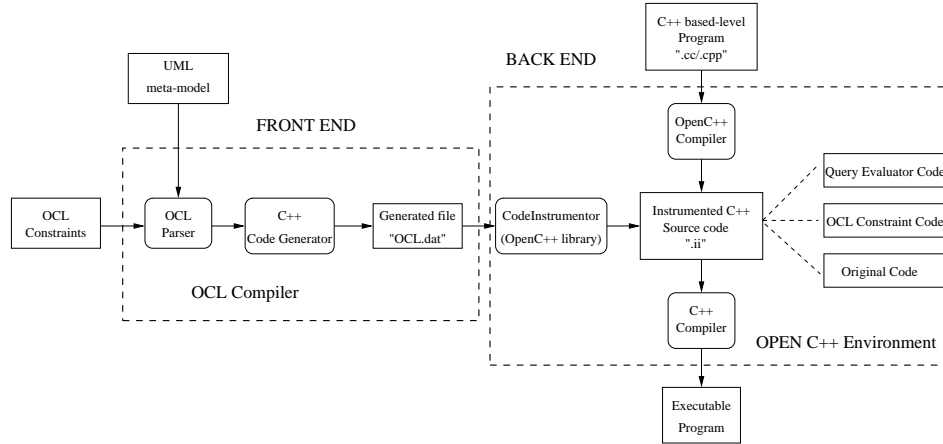 C++ based-level
Program
".cc/.cpp"
UML
meta-model
BACK END
FRONT END
OpenC++
Compiler
Query Evaluator Code
OCL
Constraints
OCL
Parser
C++
Code Generator
Generated file
"OCL.dat"
CodeInstrumentor
(OpenC++ library)
Instrumented C++
Source code
".ii"
OCL Constraint Code
Original Code
OCL Compiler
C++
Compiler
OPEN C++ Environment
Executable
Program